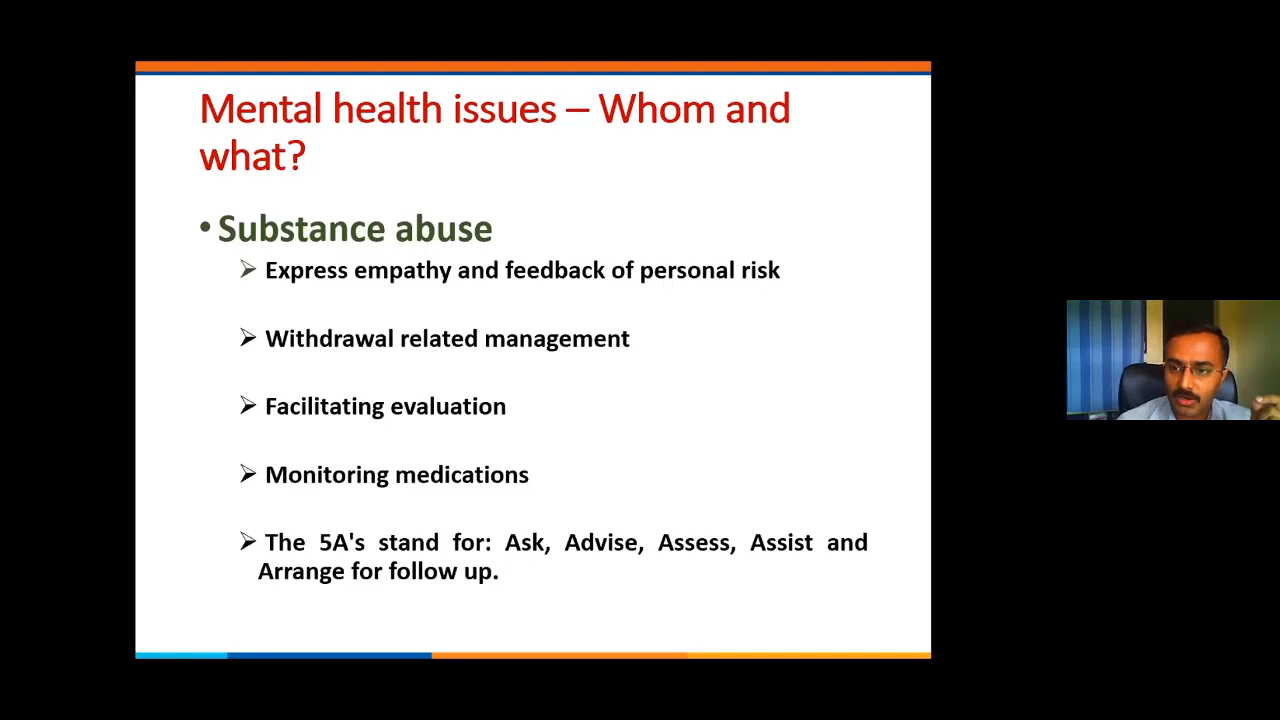 Mental health issues – Whom and
what?
• Substance abuse
➢ Express empathy and feedback of personal risk
➢ Withdrawal related management
➢ Facilitating evaluation
➢ Monitoring medications
➢ The 5A's stand for: Ask, Advise, Assess, Assist and
Arrange for follow up.